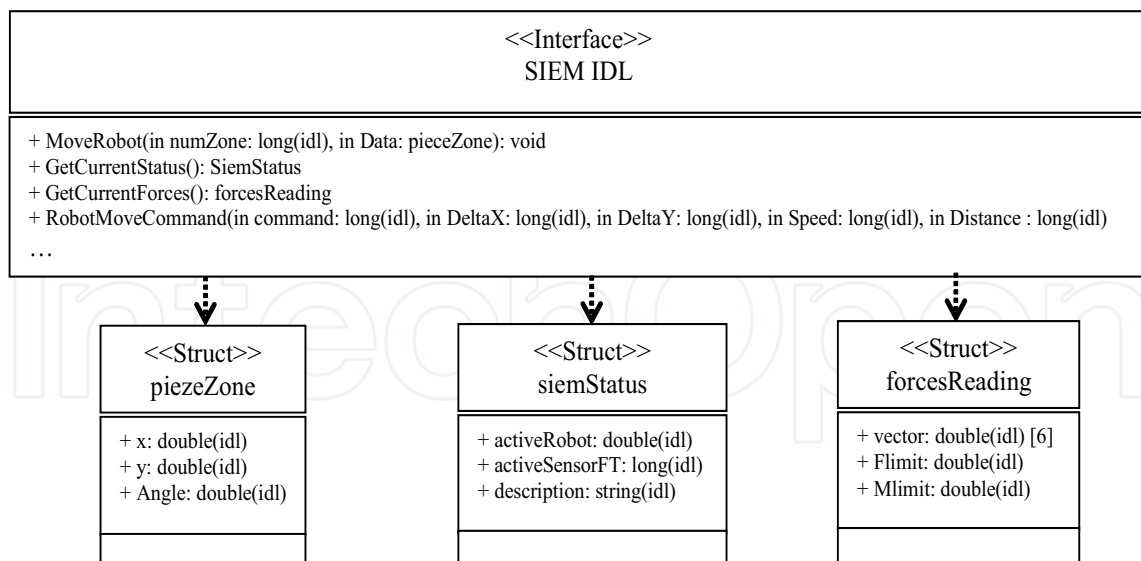 <<Interface>>
SIEM IDL
+ MoveRobot(in numZone: long(idl), in Data: pieceZone): void
+ GetCurrentStatus(): SiemStatus
+ GetCurrentForces(): forcesReading
+ RobotMoveCommand(in command: long(idl), in DeltaX: long(idl), in DeltaY: long(idl), in Speed: long(idl), in Distance : long(idl)
…
IntechOpen
<<Struct>>
piezeZone
+ x: double(idl)
+ y: double(idl)
+ Angle: double(idl)
<<Struct>>
siemStatus
+ activeRobot: double(idl)
+ activeSensorFT: long(idl)
+ description: string(idl)
<<Struct>>
forcesReading
+ vector: double(idl) [6]
+ Flimit: double(idl)
+ Mlimit: double(idl)